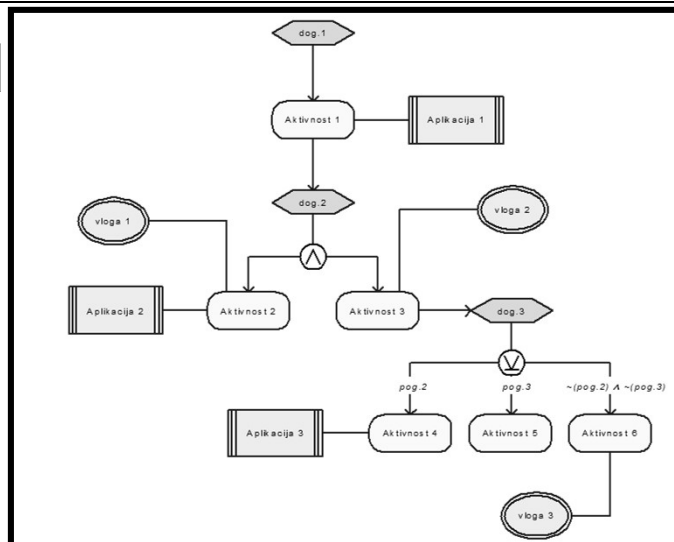 dog.1
Aktivnost 1
Aplikacija 1
dog.2
vloga 1
vloga 2
Aplikacija 2
Aktivnost 2
Aktivnost 3
dog.3
pog.2
pog.3
~(pog.2) ∧ ~(pog.3)
Aplikacija 3
Aktivnost 4
Aktivnost 5
Aktivnost 6
vloga 3